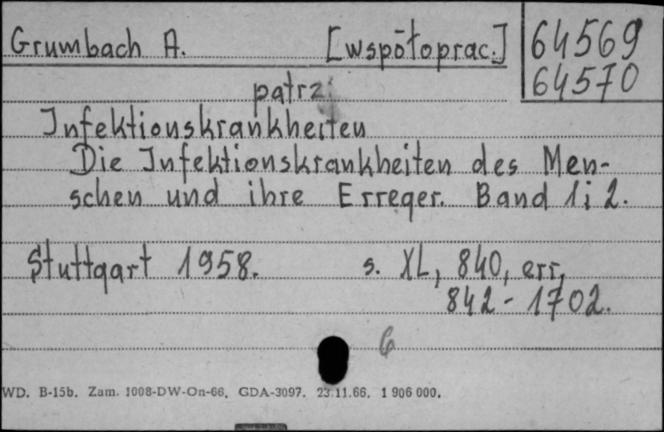 Grumbach A. [współoprac.] 64569
64570
patrz:
Infektionskrankheiten
Die Infektionskrankheiten des Men-
schen und ihre Erreger. Band 1 i 2.
Stuttgart 1958. s. XL, 840, err,
842 - 1702.
6
WD. B-15b. Zam. 1008-DW-On-66. GDA-3097. 23.11.66. 1 906 000.